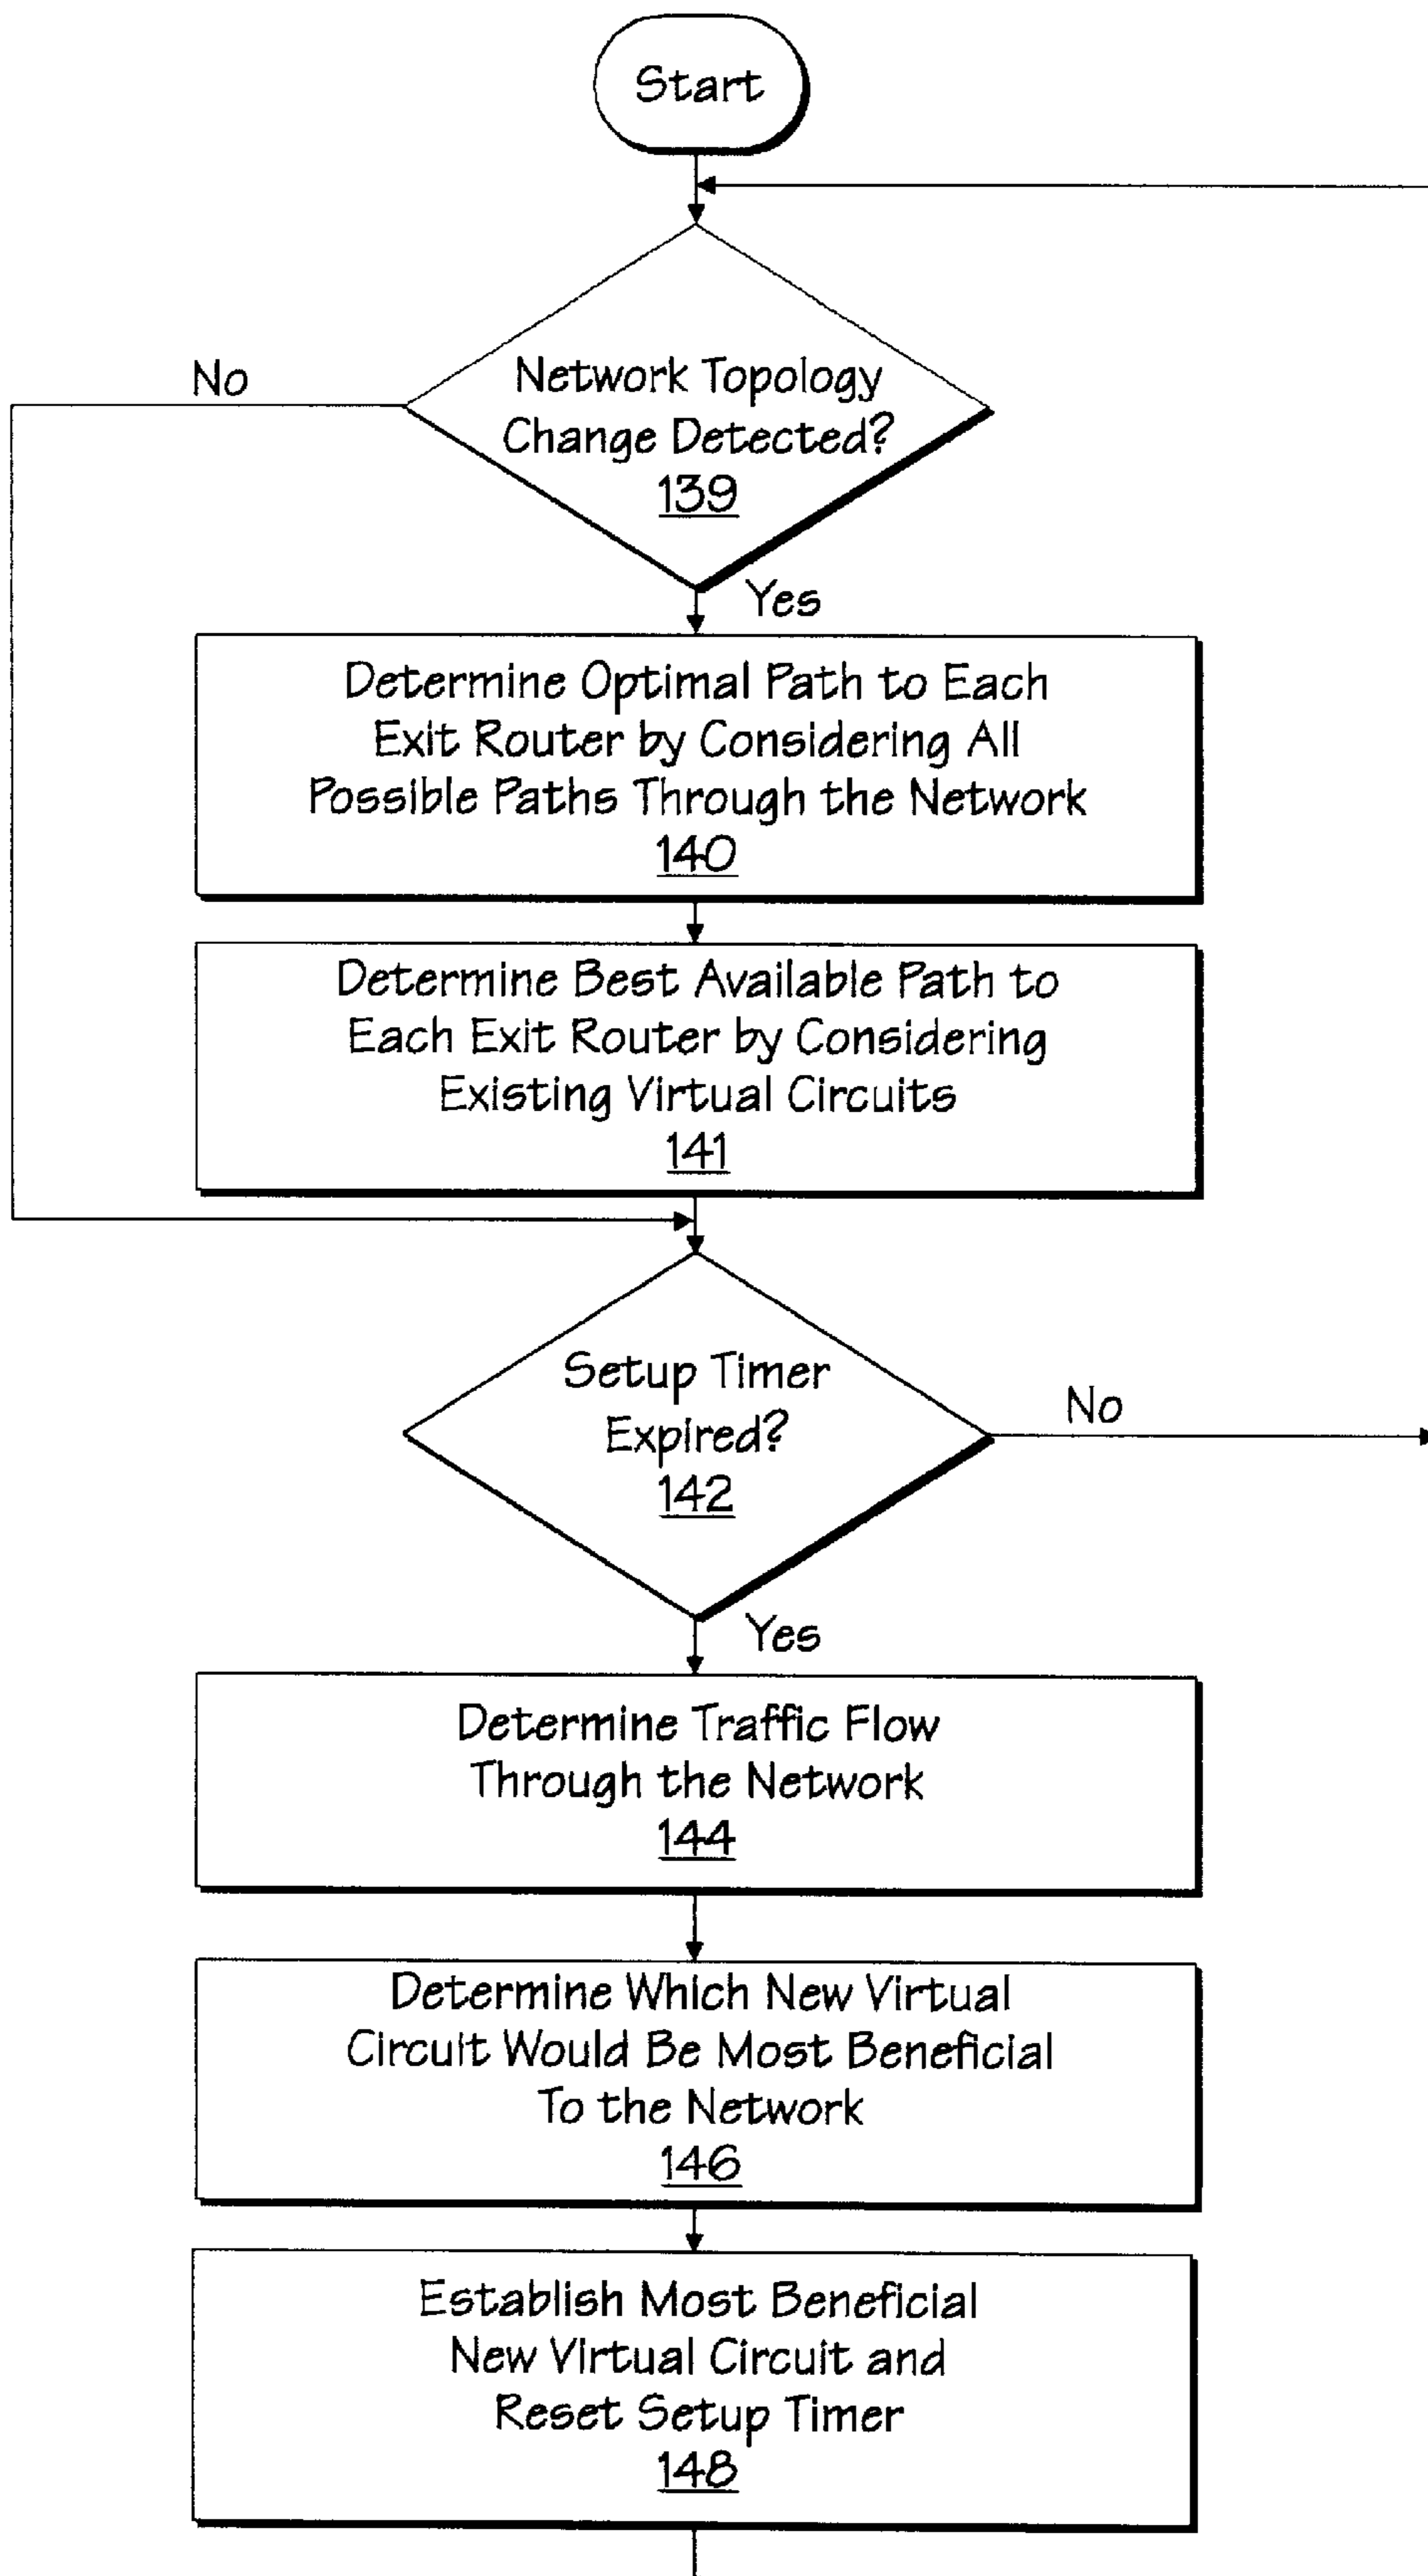 Start
No
Network Topology
Change Detected?
139
Yes
Determine Optimal Path to Each
Exit Router by Considering All
Possible Paths Through the Network
140
Determine Best Available Path to
Each Exit Router by Considering
Existing Virtual Circuits
141
Setup Timer
Expired?
142
No
Yes
Determine Traffic Flow
Through the Network
144
Determine Which New Virtual
Circuit Would Be Most Beneficial
To the Network
146
Establish Most Beneficial
New Virtual Circuit and
Reset Setup Timer
148